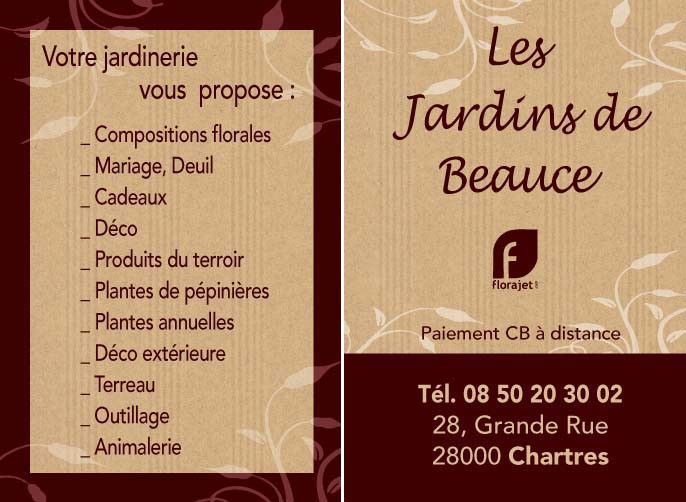 Votre jardinerie
vous propose :
_ Compositions florales
_ Mariage, Deuil
_ Cadeaux
_ Déco
_ Produits du terroir
_ Plantes de pépinières
_ Plantes annuelles
_ Déco extérieure
_ Terreau
_ Outillage
_ Animalerie
Les
Jardins de
Beauce
f
florajet
Paiement CB à distance
Tél. 08 50 20 30 02
28, Grande Rue
28000 Chartres